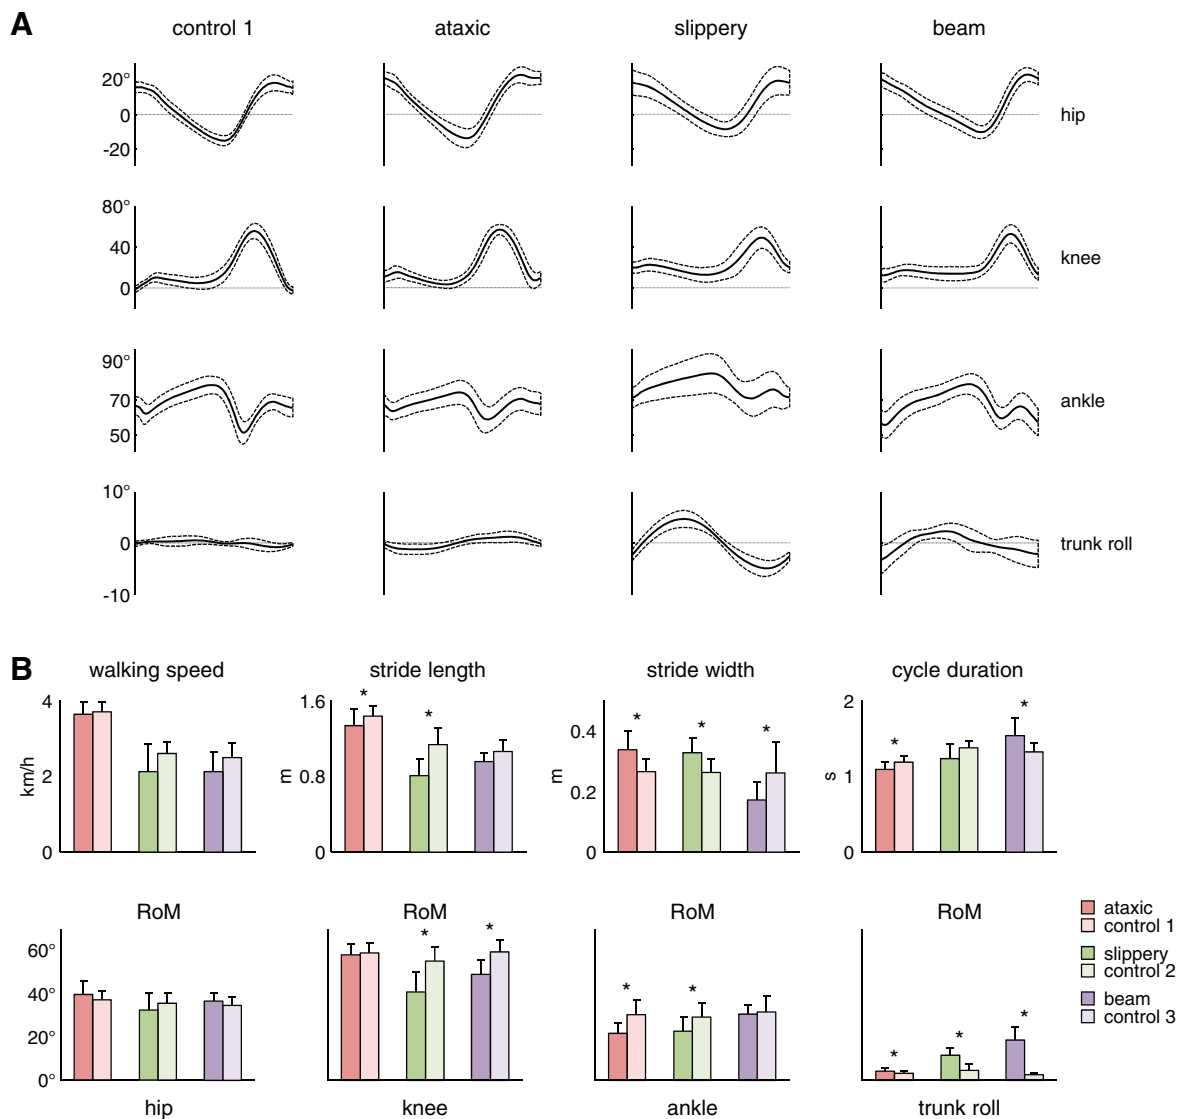 A
control 1 ataxic slippery beam
20°
0
-20
hip
80°
40
0
knee
90°
70
50
ankle
10°
0
-10
trunk roll
B
walking speed stride length stride width cycle duration
4
2
0
km/h
1.6
0.8
0
m
* *
0.4
0.2
0
m
* * *
2
1
0
s
* *
RoM RoM RoM RoM
60°
40°
20°
0°
* *
* *
* * *
hip knee ankle trunk roll
ataxic
control 1
slippery
control 2
beam
control 3